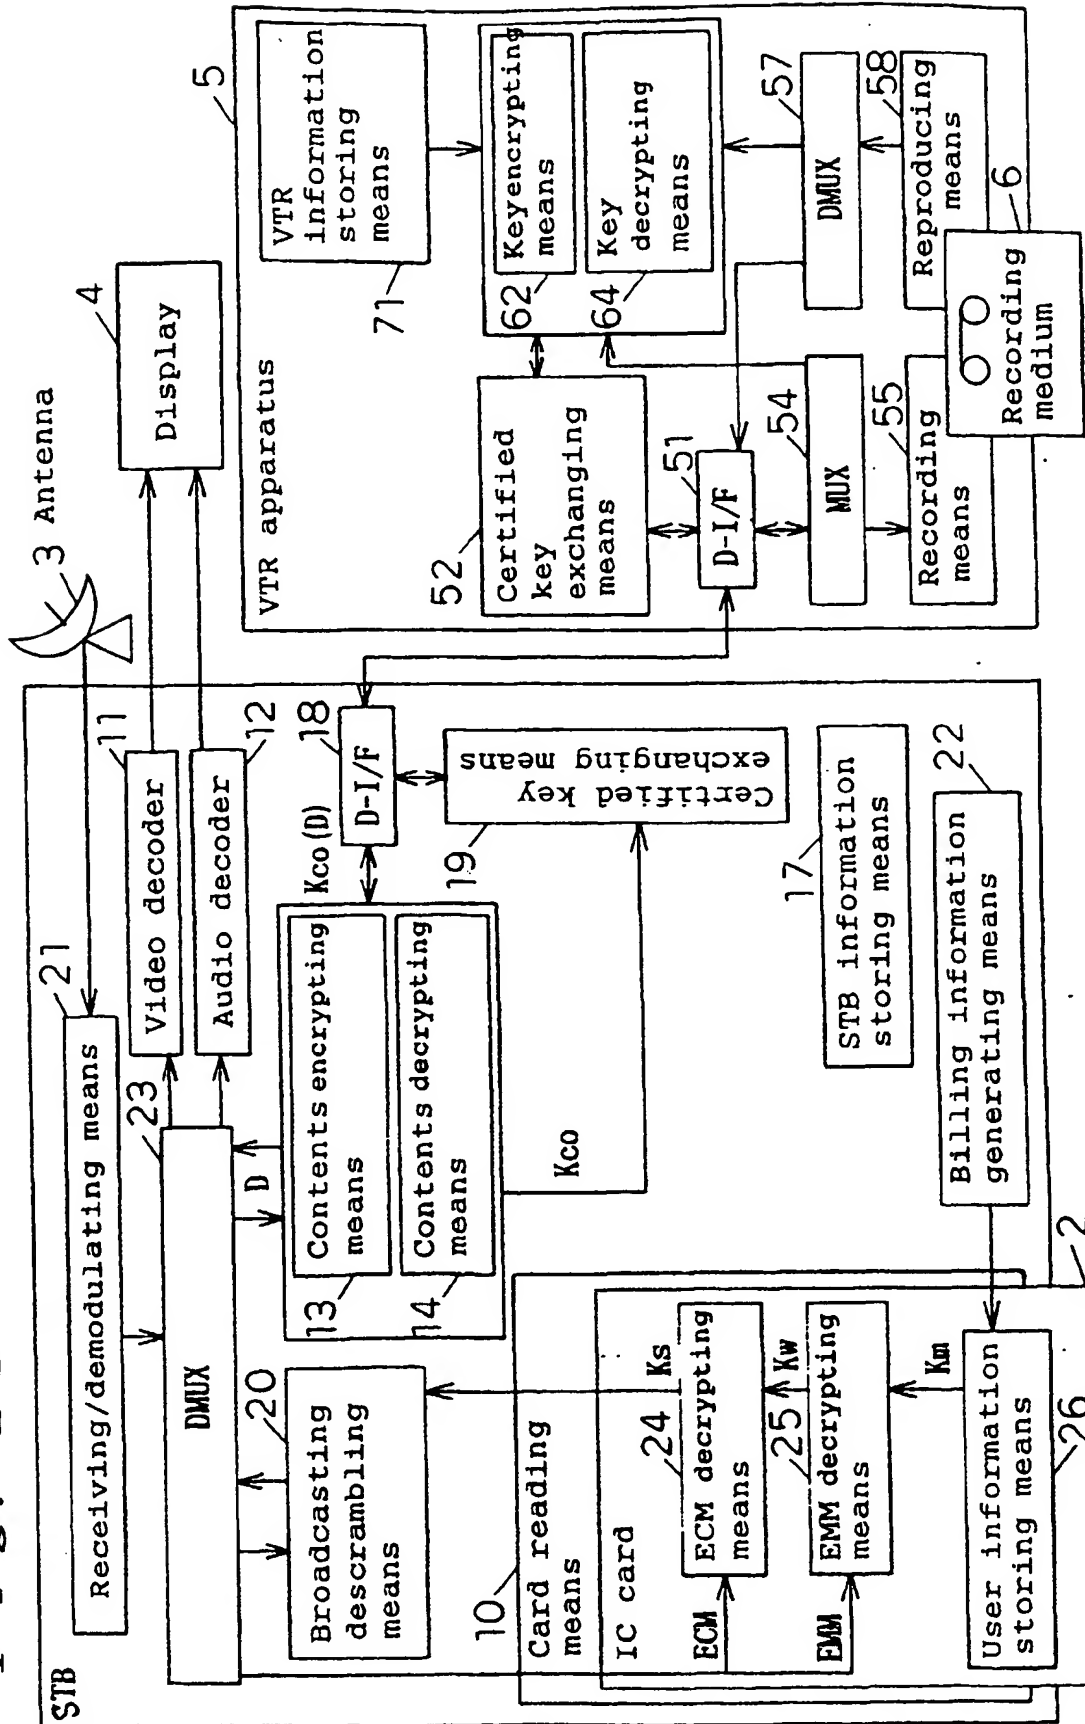 STB
Receiving/demodulating means
21
3
Antenna
4
Display
Video decoder
11
Audio decoder
12
DMUX
23
D
Broadcasting
descrambling
means
20
Contents encrypting
means
13
Contents decrypting
means
14
Kco(D)
D-I/F
18
Certified key
exchanging means
19
Kco
STB information
storing means
17
Billing information
generating means
22
Card reading
means
10
IC card
2
ECM
EMM
ECM decrypting
means
24
Ks
EMM decrypting
means
25
Kw
Km
User information
storing means
26
VTR apparatus
5
VTR
information
storing
means
71
Certified
key
exchanging
means
52
Keyencrypting
means
62
Key
decrypting
means
64
D-I/F
51
MUX
54
DMUX
57
Recording
means
55
Reproducing
means
58
Recording
medium
6